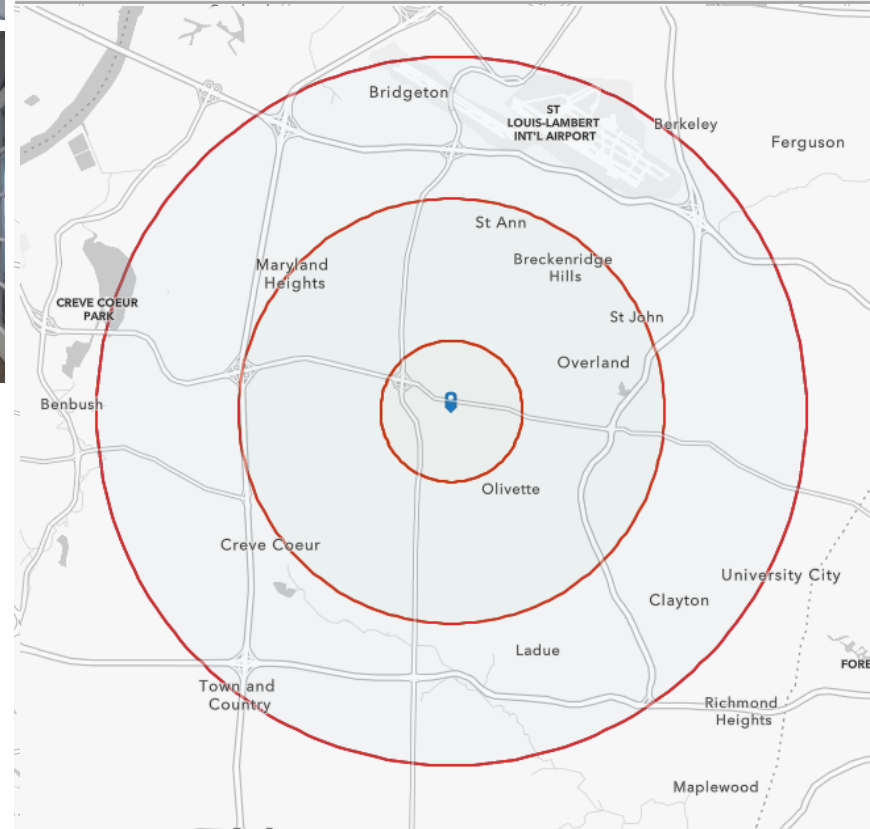 Bridgeton
ST
LOUIS-LAMBERT
INT'L AIRPORT
Berkeley
Ferguson
St Ann
Maryland
Heights
Breckenridge
Hills
CREVE COEUR
PARK
St John
Overland
Benbush
Olivette
Creve Coeur
University City
Clayton
Ladue
FORE
Town and
Country
Richmond
Heights
Maplewood